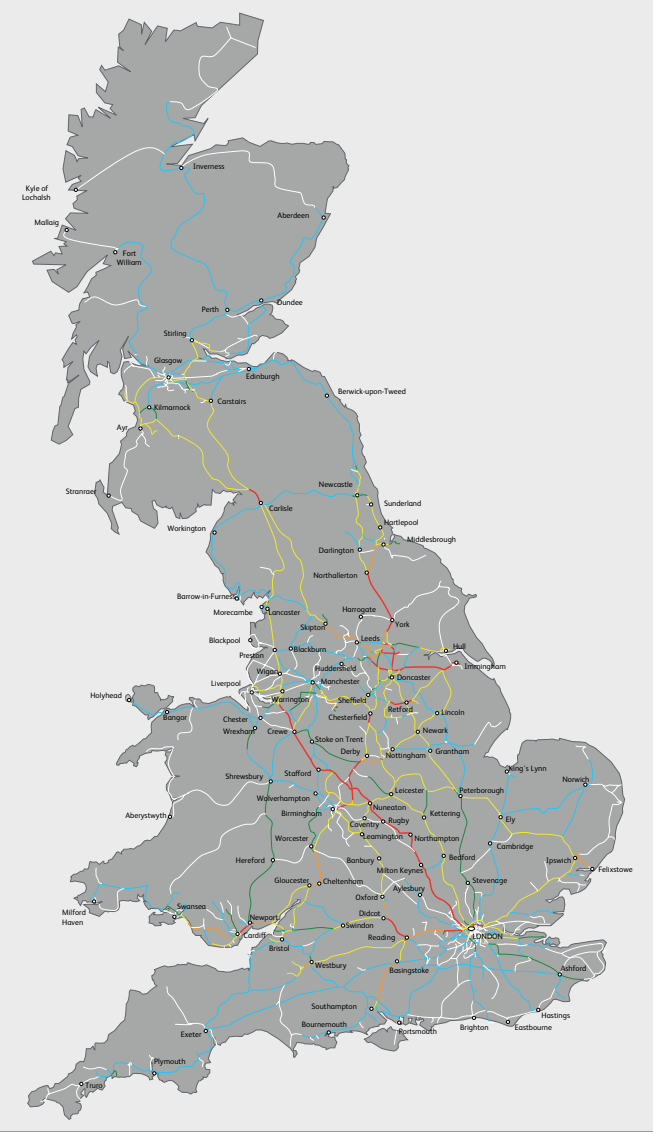 Inverness
Kyle of
Lochalsh
Aberdeen
Mallaig
Fort
William
Dundee
Perth
Stirling
Glasgow
Edinburgh
Berwick-upon-Tweed
Carstairs
Kilmarnock
Ayr
Newcastle
Stranraer
Sunderland
Carlisle
Hartlepool
Workington
Middlesbrough
Darlington
Northallerton
Barrow-in-Furness
Harrogate
Morecambe
Lancaster
York
Skipton
Leeds
Blackpool
Hull
Blackburn
Preston
Immingham
Huddersfield
Wigan
Doncaster
Manchester
Liverpool
Holyhead
Warrington
Sheffield
Retford
Lincoln
Bangor
Chester
Chesterfield
Wrexham
Crewe
Newark
Stoke on Trent
Derby
Nottingham
Grantham
King's Lynn
Stafford
Shrewsbury
Norwich
Leicester
Peterborough
Wolverhampton
Nuneaton
Birmingham
Aberystwyth
Kettering
Ely
Coventry
Rugby
Leamington
Northampton
Worcester
Cambridge
Hereford
Banbury
Bedford
Ipswich
Milton Keynes
Felixstowe
Gloucester
Cheltenham
Stevenage
Aylesbury
Oxford
Swansea
Milford
Haven
Newport
Didcot
Swindon
Cardiff
Reading
LONDON
Bristol
Westbury
Basingstoke
Ashford
Southampton
Hastings
Bournemouth
Portsmouth
Brighton
Eastbourne
Exeter
Plymouth
Truro